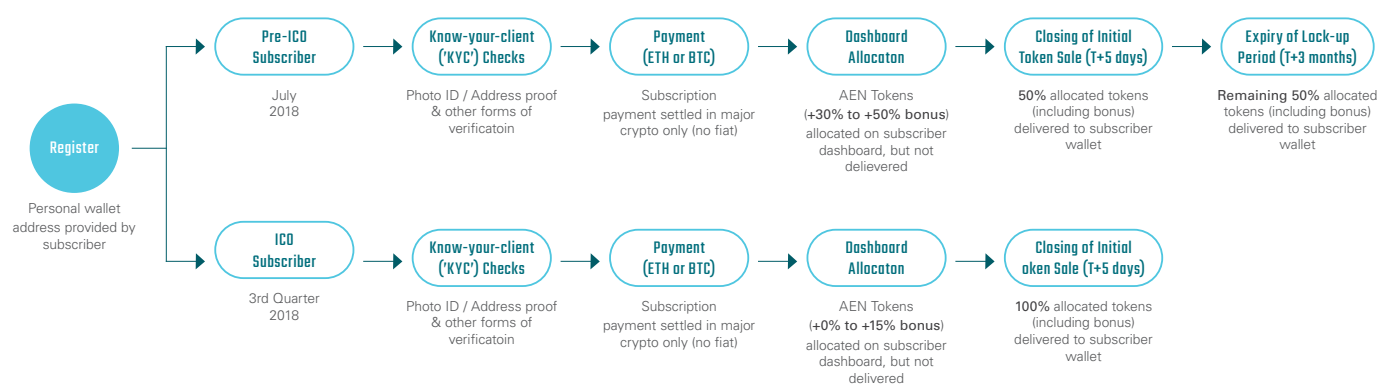 Register
Personal wallet
address provided by
subscriber
Pre-ICO
Subscriber
July
2018
Know-your-client
('KYC') Checks
Photo ID / Address proof
& other forms of
verificatoin
Payment
(ETH or BTC)
Subscription
payment settled in major
crypto only (no fiat)
Dashboard
Allocaton
AEN Tokens
(+30% to +50% bonus)
allocated on subscriber
dashboard, but not
delievered
Closing of Initial
Token Sale (T+5 days)
50% allocated tokens
(including bonus)
delivered to subscriber
wallet
Expiry of Lock-up
Period (T+3 months)
Remaining 50% allocated
tokens (including bonus)
delivered to subscriber
wallet
ICO
Subscriber
3rd Quarter
2018
Know-your-client
('KYC') Checks
Photo ID / Address proof
& other forms of
verificatoin
Payment
(ETH or BTC)
Subscription
payment settled in major
crypto only (no fiat)
Dashboard
Allocaton
AEN Tokens
(+0% to +15% bonus)
allocated on subscriber
dashboard, but not
delivered
Closing of Initial
oken Sale (T+5 days)
100% allocated tokens
(including bonus)
delivered to subscriber
wallet